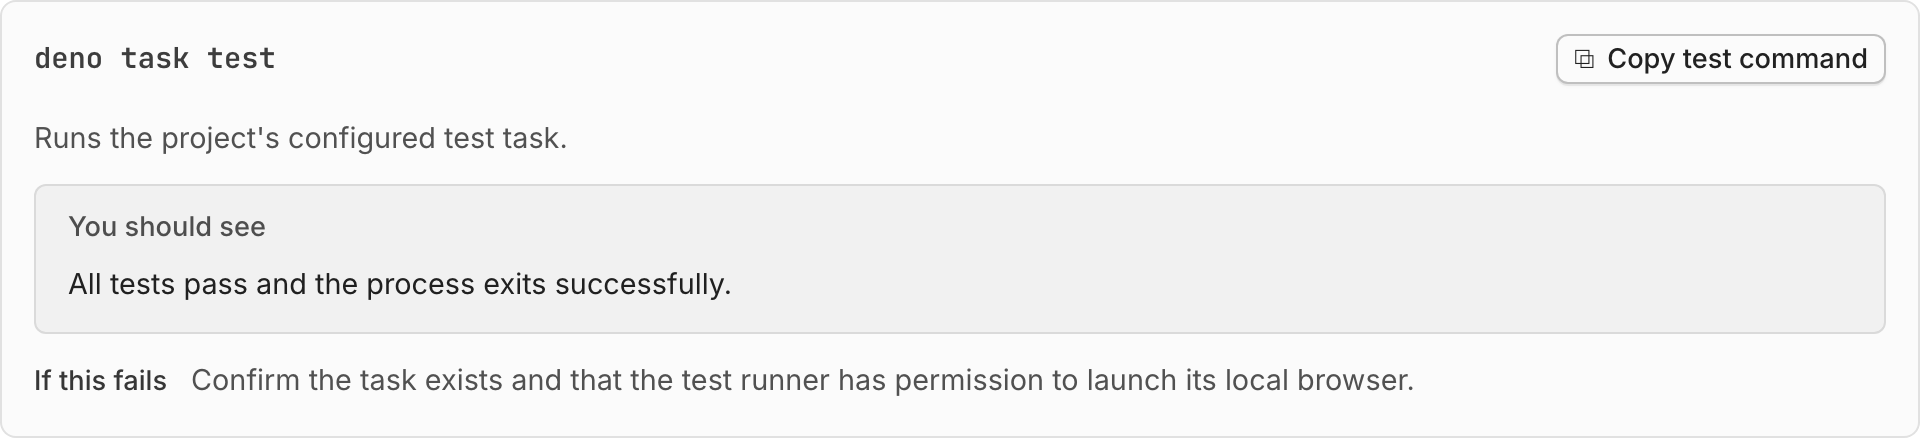 deno task test
Copy test command
Runs the project's configured test task.
You should see
All tests pass and the process exits successfully.
If this fails Confirm the task exists and that the test runner has permission to launch its local browser.